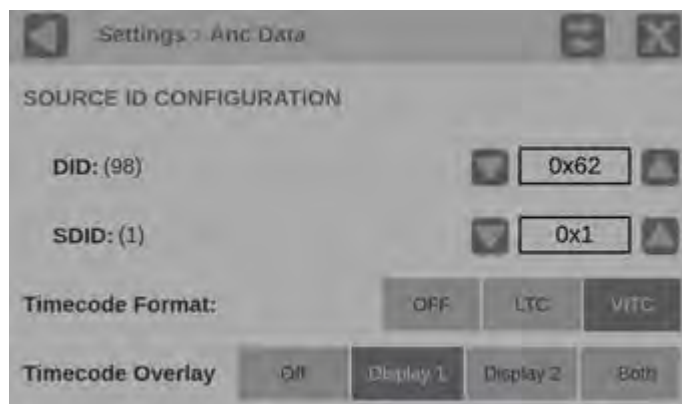 Settings > Anc Data
SOURCE ID CONFIGURATION
DID: (98) 0x62
SDID: (1) 0x1
Timecode Format: OFF LTC VITC
Timecode Overlay Off Display 1 Display 2 Both